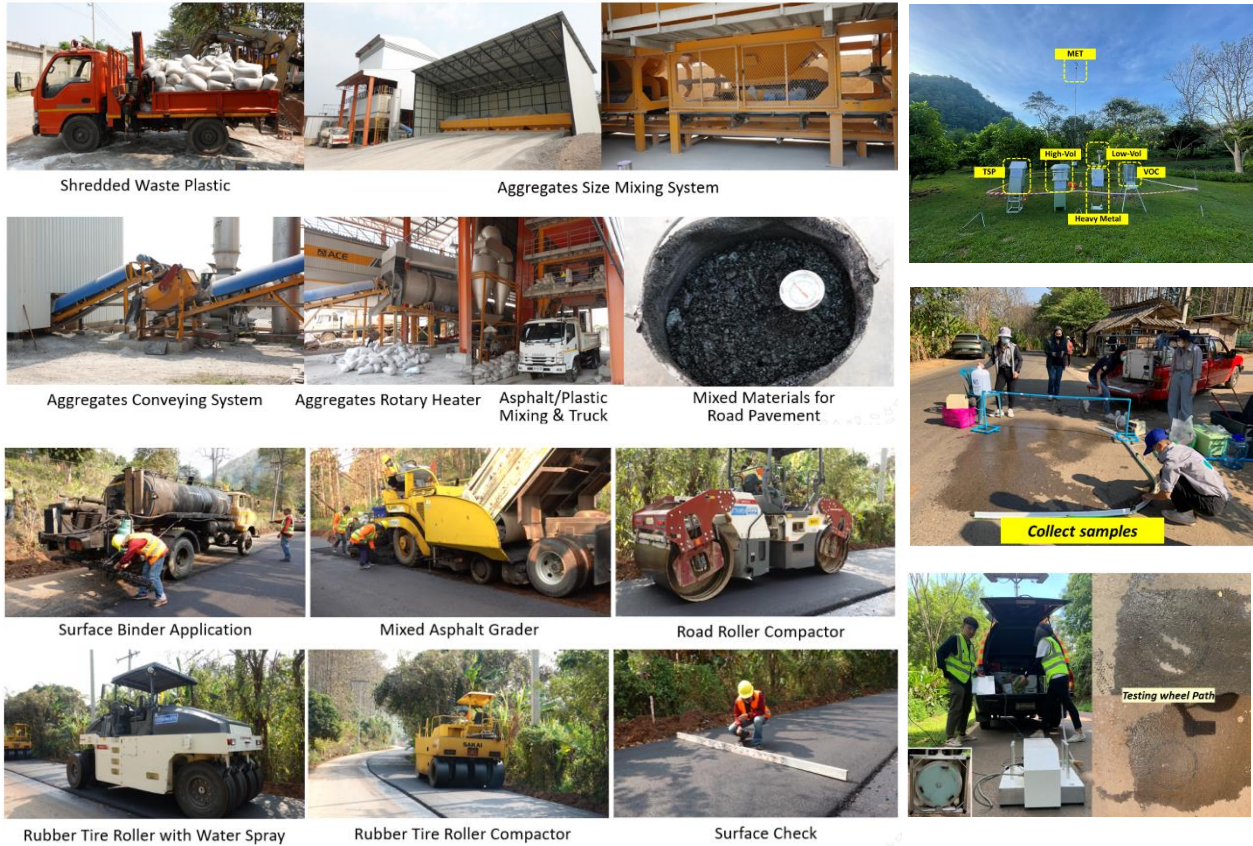 Shredded Waste Plastic
Aggregates Size Mixing System
ACE
Aggregates Conveying System
Aggregates Rotary Heater
Asphalt/Plastic
Mixing & Truck
Mixed Materials for
Road Pavement
Surface Binder Application
Mixed Asphalt Grader
Road Roller Compactor
SAKAI
Rubber Tire Roller with Water Spray
Rubber Tire Roller Compactor
Surface Check
MET
TSP
High-Vol
Low-Vol
VOC
Heavy Metal
Collect samples
Testing wheel Path